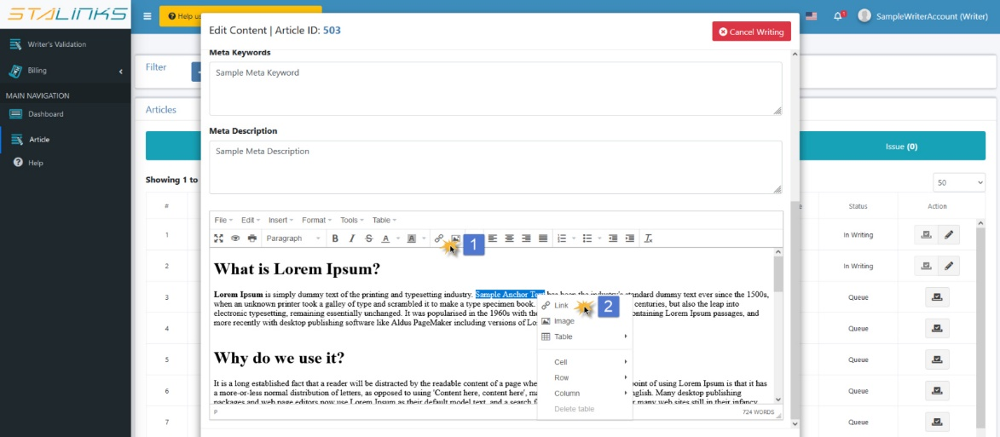 STALINKS
Help us
SampleWriterAccount (Writer)
Writer's Validation
Billing
MAIN NAVIGATION
Dashboard
Article
Help
Filter
Articles
Issue (0)
Showing 1 to
50
#
Status
Action
1
In Writing
2
In Writing
3
Queue
4
Queue
5
Queue
6
Queue
7
Queue
Edit Content | Article ID: 503
Cancel Writing
Meta Keywords
Sample Meta Keyword
Meta Description
Sample Meta Description
File Edit Insert Format Tools Table
Paragraph B I S A A
1
What is Lorem Ipsum?
Lorem Ipsum is simply dummy text of the printing and typesetting industry. Sample Anchor Text has been the industry's standard dummy text ever since the 1500s,
when an unknown printer took a galley of type and scrambled it to make a type specimen book. centuries, but also the leap into
electronic typesetting, remaining essentially unchanged. It was popularised in the 1960s with the containing Lorem Ipsum passages, and
more recently with desktop publishing software like Aldus PageMaker including versions of Lo
Link
2
Image
Table
Cell
Row
Column
Delete table
Why do we use it?
It is a long established fact that a reader will be distracted by the readable content of a page whe point of using Lorem Ipsum is that it has
a more-or-less normal distribution of letters, as opposed to using 'Content here, content here', ma English. Many desktop publishing
packages and web page editors now use Lorem Ipsum as their default model text, and a search f many web sites still in their infancy.
P
724 WORDS